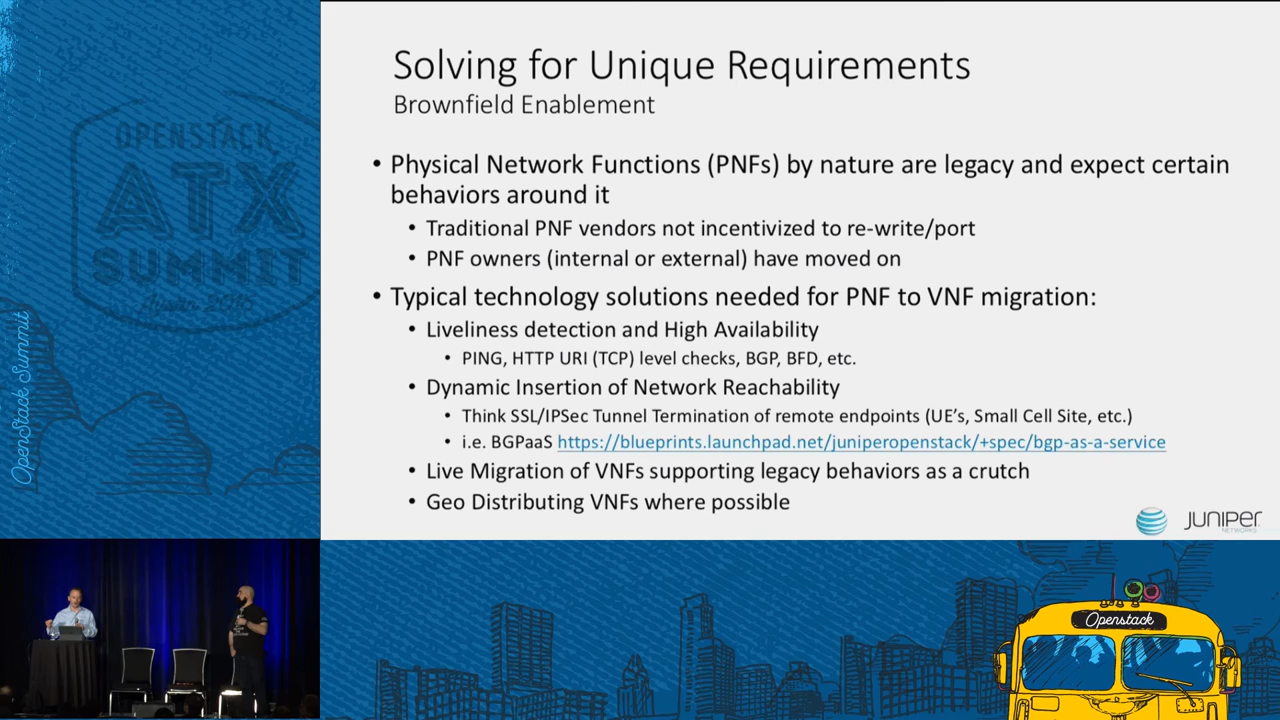 Solving for Unique Requirements
Brownfield Enablement
• Physical Network Functions (PNFs) by nature are legacy and expect certain
behaviors around it
• Traditional PNF vendors not incentivized to re-write/port
• PNF owners (internal or external) have moved on
• Typical technology solutions needed for PNF to VNF migration:
• Liveliness detection and High Availability
• PING, HTTP URI (TCP) level checks, BGP, BFD, etc.
• Dynamic Insertion of Network Reachability
• Think SSL/IPSec Tunnel Termination of remote endpoints (UE's, Small Cell Site, etc.)
• i.e. BGPaaS https://blueprints.launchpad.net/juniperopenstack/+spec/bgp-as-a-service
• Live Migration of VNFs supporting legacy behaviors as a crutch
• Geo Distributing VNFs where possible
JUNIPER
NETWORKS
OPENSTACK
ATX
SUMMIT
Austin 2016
OpenStack Summit
Openstack